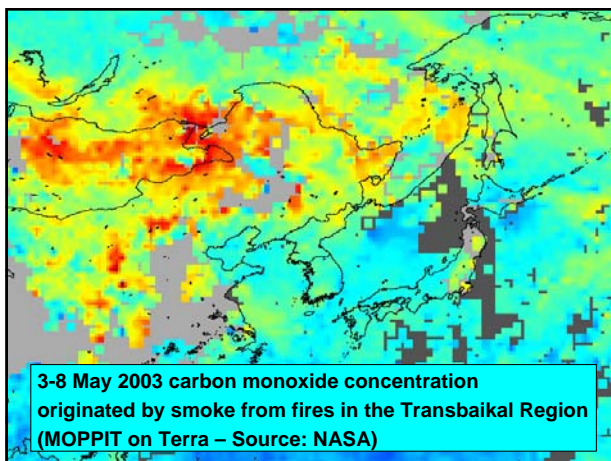 3-8 May 2003 carbon monoxide concentration
originated by smoke from fires in the Transbaikal Region
(MOPPIT on Terra – Source: NASA)